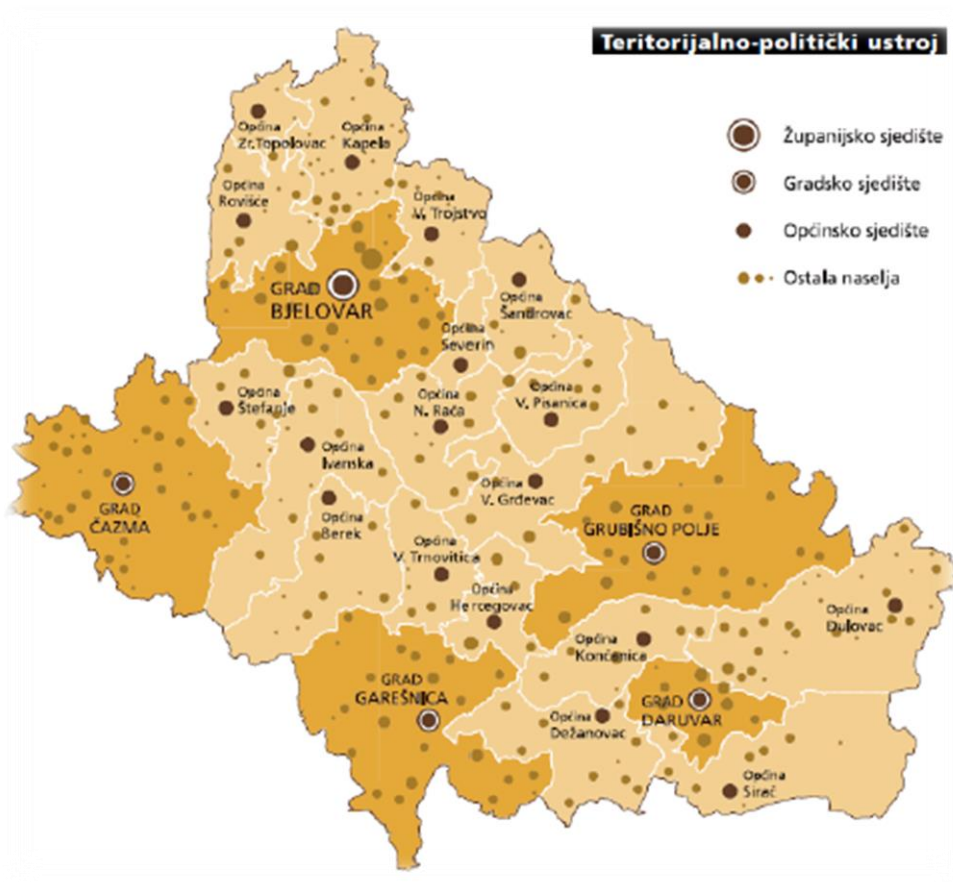 Teritorijalno-politički ustroj
Županijsko sjedište
Gradsko sjedište
Općinsko sjedište
Ostala naselja
Općina
Zr.Topolovac
Općina
Kapela
Općina
Rovišće
Općina
V. Trojstvo
GRAD
BJELOVAR
Općina
Šandrovac
Općina
Severin
Općina
Štefanje
Općina
N. Rača
Općina
V. Pisanica
Općina
Ivanska
GRAD
ČAZMA
Općina
Berek
Općina
V. Grđevac
GRAD
GRUBIŠNO POLJE
Općina
V. Trnovitica
Općina
Hercegovac
Općina
Đulovac
Općina
Končanica
GRAD
GAREŠNICA
GRAD
DARUVAR
Općina
Dežanovac
Općina
Sirač